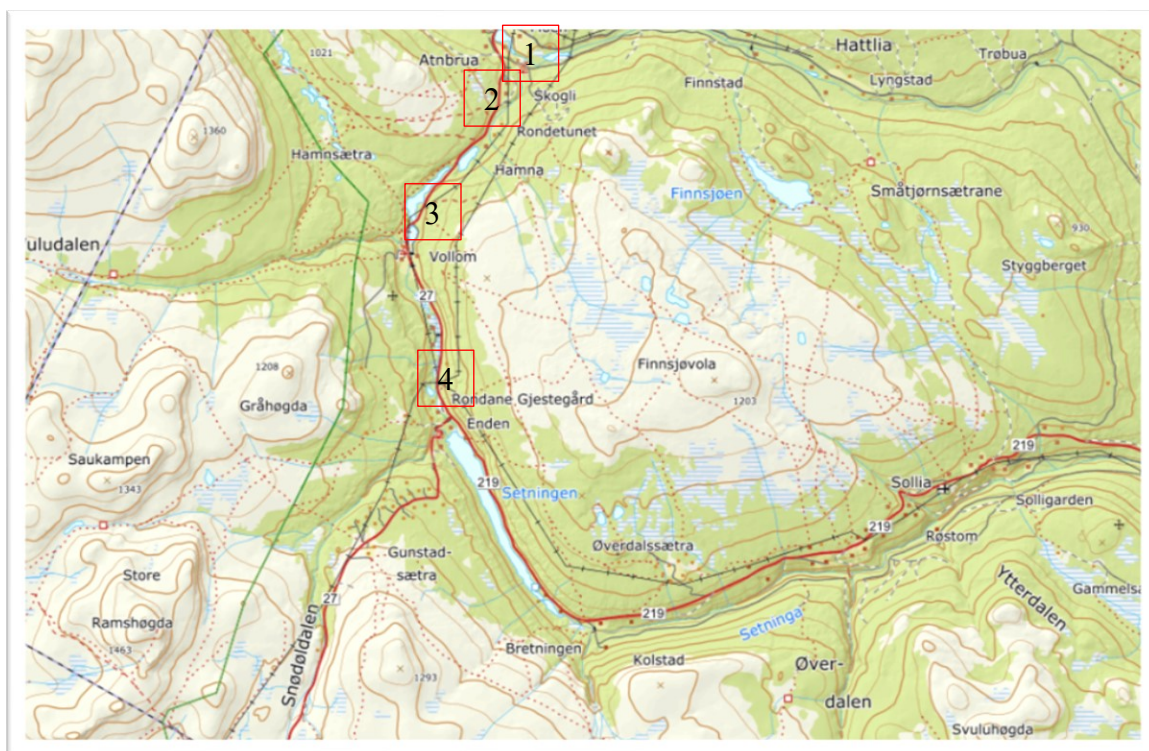 1
1021
Atnbrua
Hattlia
Trøbua
Finnstad
Lyngstad
2
Skogli
1360
Rondetunet
Hamnsætra
Hamna
Finnsjøen
Småtjørnsætrane
3
930
uludalen
Vollom
Styggberget
27
1208
Finnsjøvola
4
Gråhøgda
Rondane Gjestegård
1203
Enden
219
Saukampen
219
Sollia
1343
Setningen
Solligarden
219
Røstom
Øverdalssætra
Gunstad-
sætra
Store
Ytterdalen
Gammelsa
27
Ramshøgda
219
Setninga
1463
Snødøldalen
Bretningen
Kolstad
Øver-
dalen
1293
Svuluhøgda